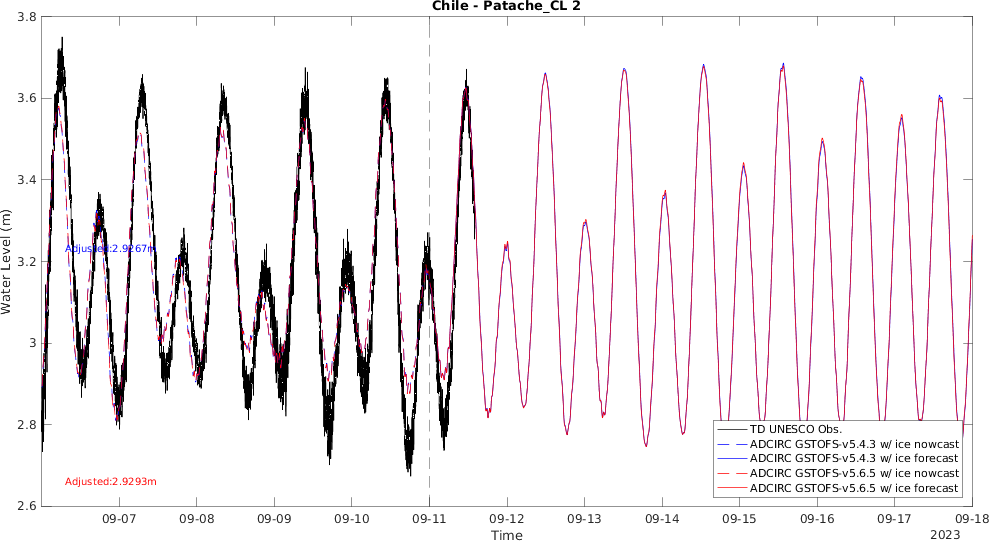 Chile - Patache_CL 2
3.8
3.6
3.4
3.2
3
2.8
2.6
Water Level (m)
Adjusted:2.9267m
Adjusted:2.9293m
TD UNESCO Obs.
ADCIRC GSTOFS-v5.4.3 w/ ice nowcast
ADCIRC GSTOFS-v5.4.3 w/ ice forecast
ADCIRC GSTOFS-v5.6.5 w/ ice nowcast
ADCIRC GSTOFS-v5.6.5 w/ ice forecast
09-07 09-08 09-09 09-10 09-11 09-12 09-13 09-14 09-15 09-16 09-17 09-18
Time
2023